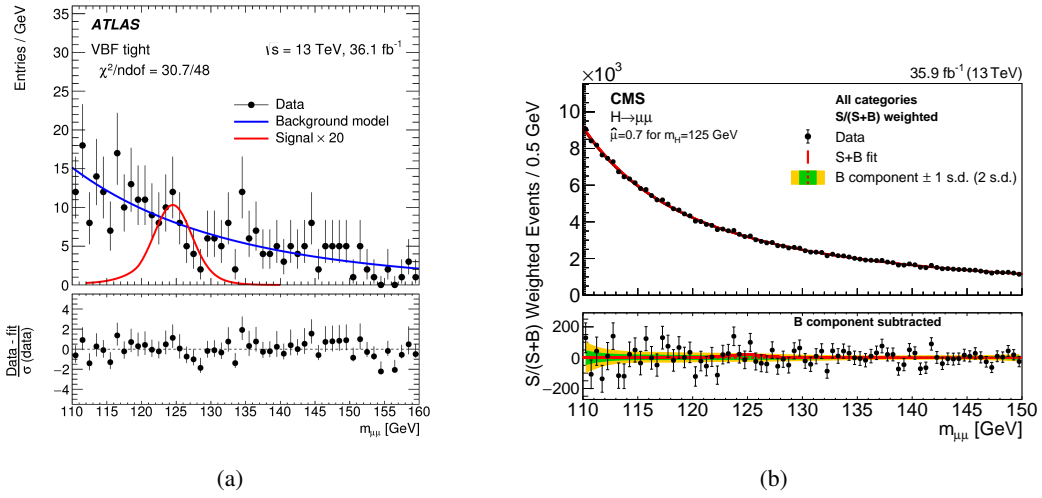 ATLAS
VBF tight
√s = 13 TeV, 36.1 fb⁻¹
χ²/ndof = 30.7/48
Data
Background model
Signal × 20
Entries / GeV
35
30
25
20
15
10
5
0
Data - fit
σ (data)
4
2
0
−2
−4
110 115 120 125 130 135 140 145 150 155 160
m_μμ [GeV]
(a)
×10³
35.9 fb⁻¹ (13 TeV)
CMS
H→μμ
μ̂=0.7 for m_H=125 GeV
All categories
S/(S+B) weighted
Data
S+B fit
B component ± 1 s.d. (2 s.d.)
S/(S+B) Weighted Events / 0.5 GeV
10
8
6
4
2
0
B component subtracted
200
0
−200
110 115 120 125 130 135 140 145 150
m_μμ [GeV]
(b)